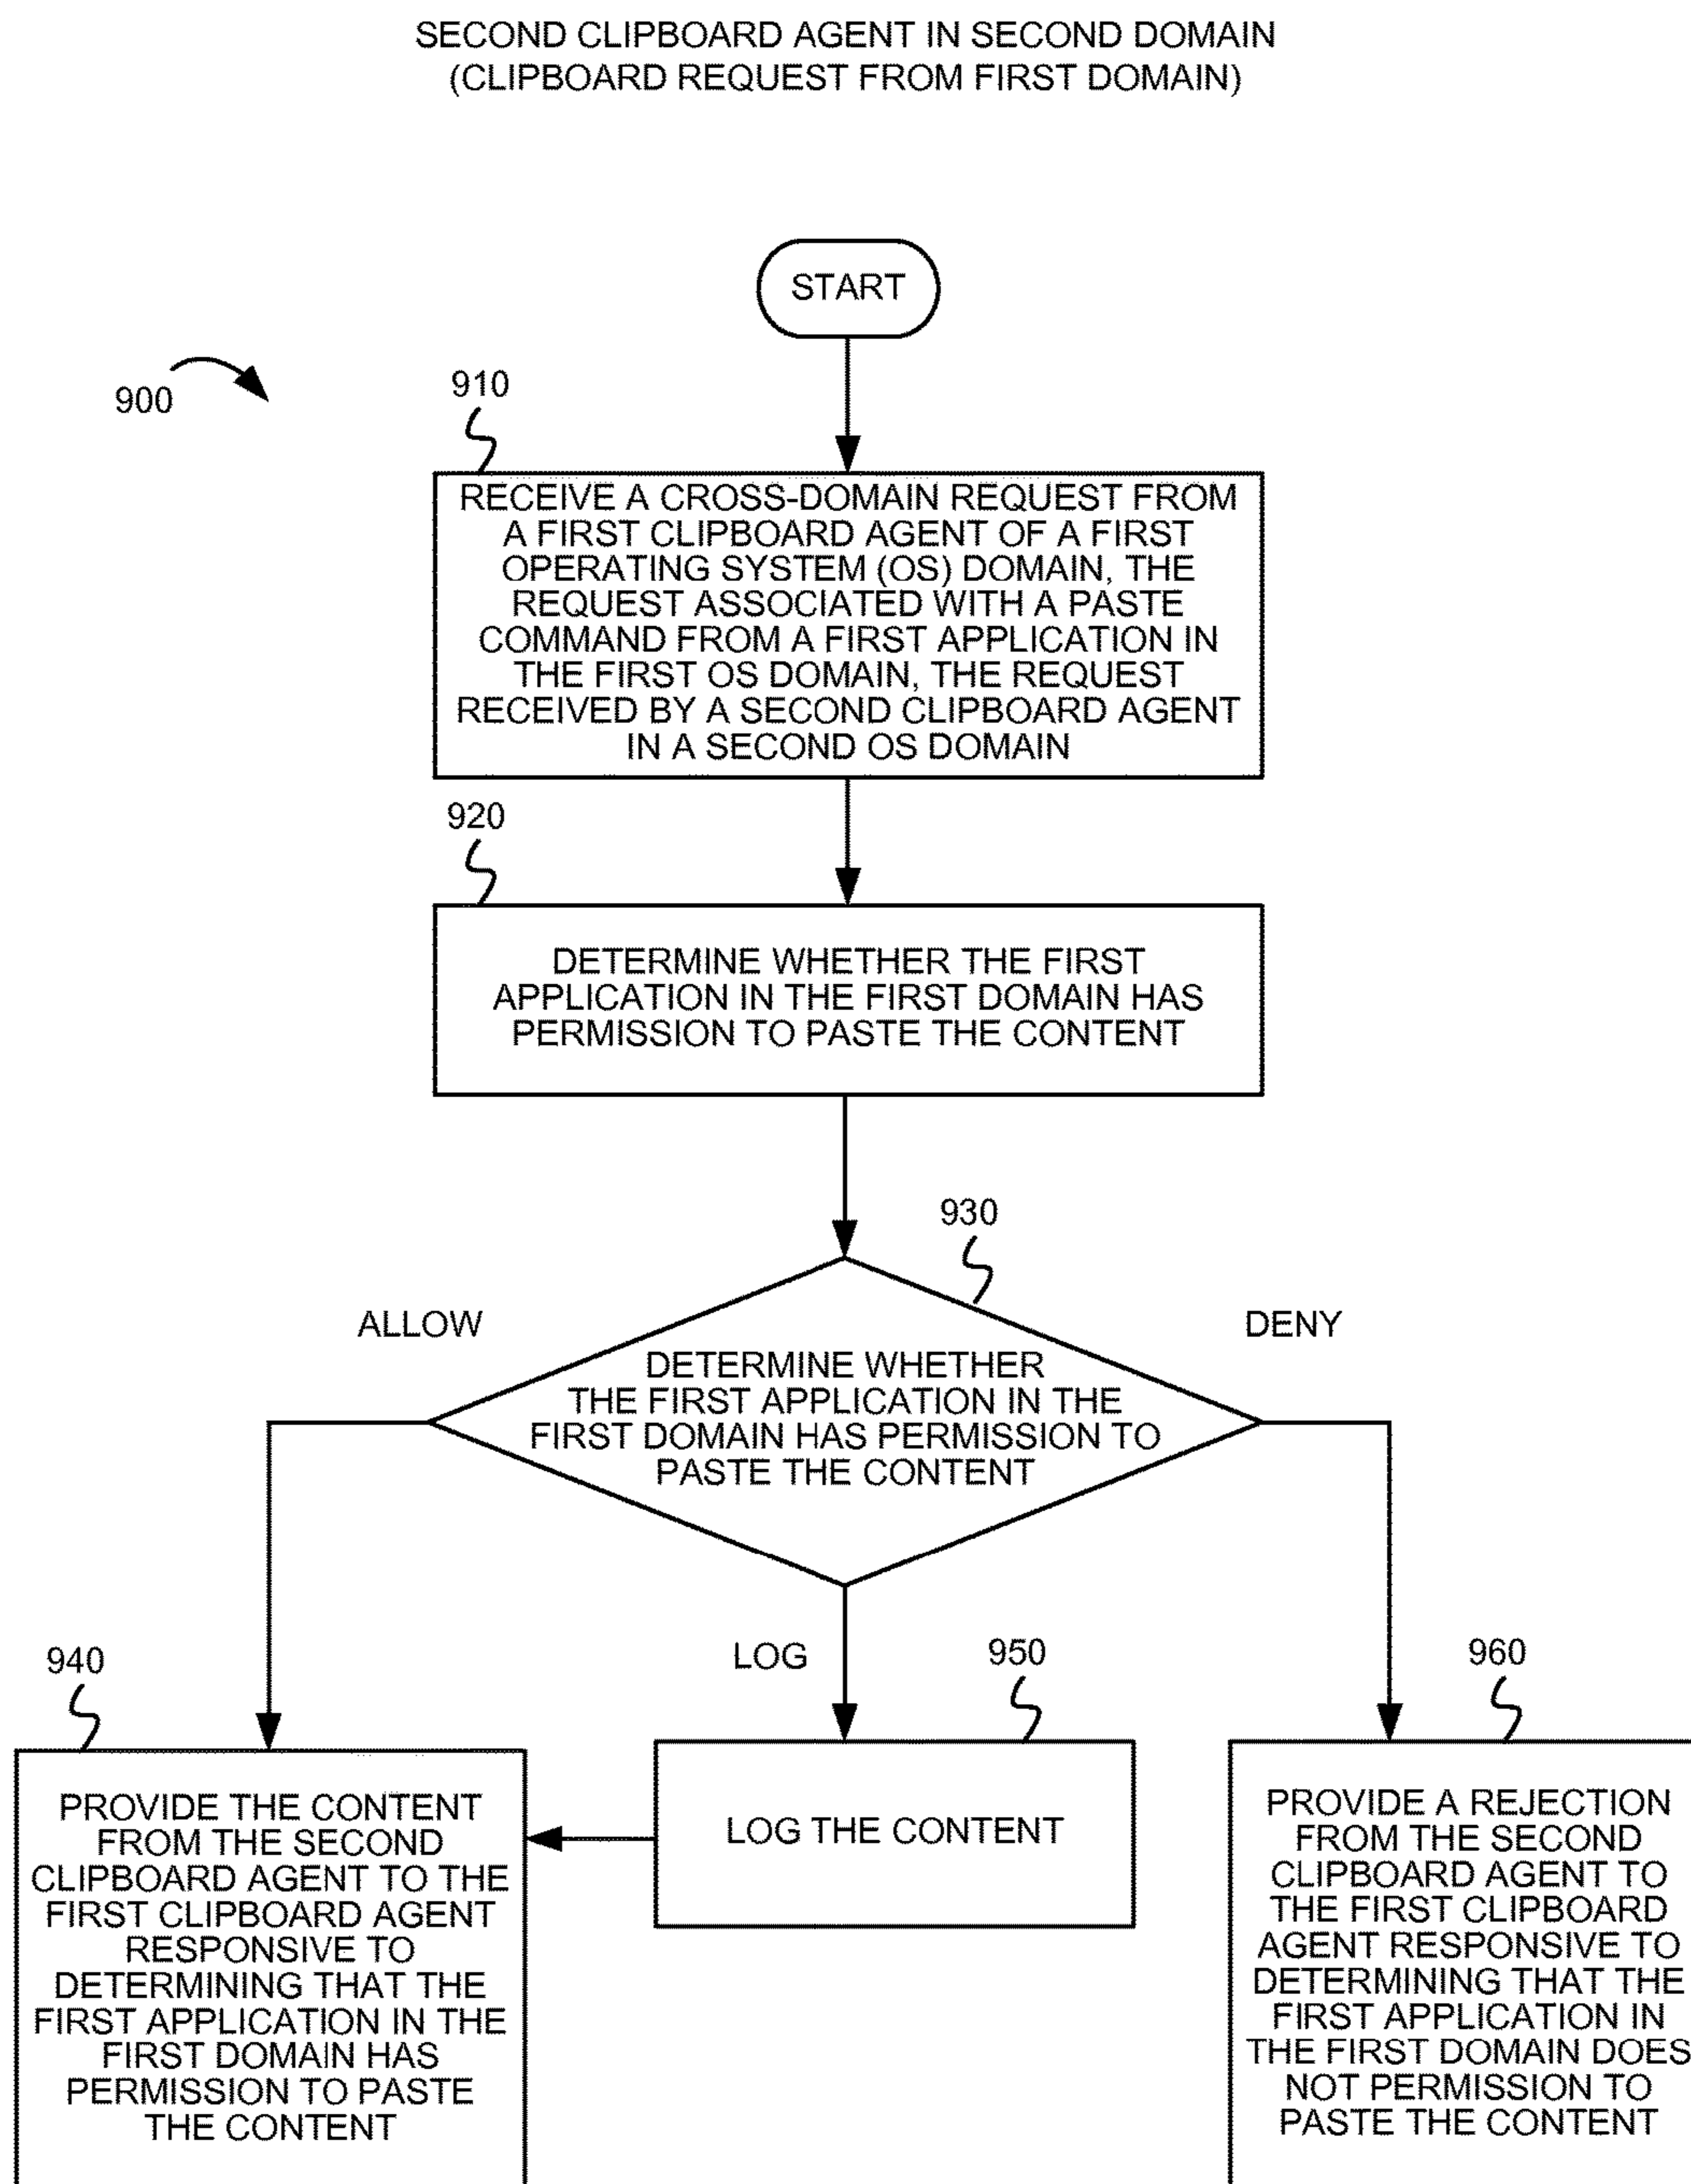 SECOND CLIPBOARD AGENT IN SECOND DOMAIN
(CLIPBOARD REQUEST FROM FIRST DOMAIN)
START
900
910
RECEIVE A CROSS-DOMAIN REQUEST FROM
A FIRST CLIPBOARD AGENT OF A FIRST
OPERATING SYSTEM (OS) DOMAIN, THE
REQUEST ASSOCIATED WITH A PASTE
COMMAND FROM A FIRST APPLICATION IN
THE FIRST OS DOMAIN, THE REQUEST
RECEIVED BY A SECOND CLIPBOARD AGENT
IN A SECOND OS DOMAIN
920
DETERMINE WHETHER THE FIRST
APPLICATION IN THE FIRST DOMAIN HAS
PERMISSION TO PASTE THE CONTENT
930
ALLOW
DENY
DETERMINE WHETHER
THE FIRST APPLICATION IN THE
FIRST DOMAIN HAS PERMISSION TO
PASTE THE CONTENT
LOG
940
PROVIDE THE CONTENT
FROM THE SECOND
CLIPBOARD AGENT TO THE
FIRST CLIPBOARD AGENT
RESPONSIVE TO
DETERMINING THAT THE
FIRST APPLICATION IN THE
FIRST DOMAIN HAS
PERMISSION TO PASTE
THE CONTENT
950
LOG THE CONTENT
960
PROVIDE A REJECTION
FROM THE SECOND
CLIPBOARD AGENT TO
THE FIRST CLIPBOARD
AGENT RESPONSIVE TO
DETERMINING THAT THE
FIRST APPLICATION IN
THE FIRST DOMAIN DOES
NOT PERMISSION TO
PASTE THE CONTENT